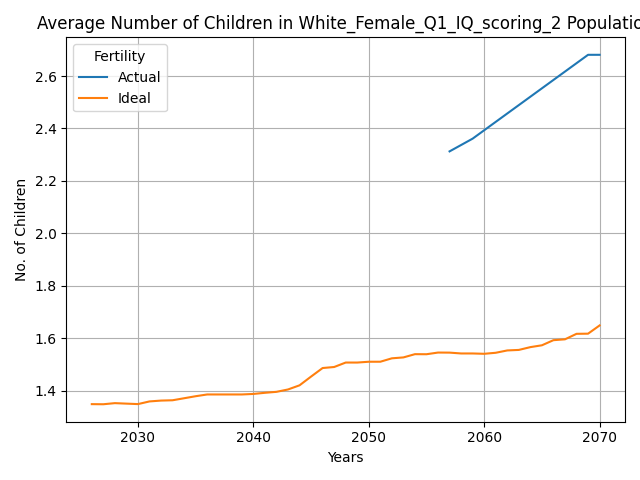 Average Number of Children in White_Female_Q1_IQ_scoring_2 Populatio
Fertility
Actual
Ideal
No. of Children
2.6
2.4
2.2
2.0
1.8
1.6
1.4
2030 2040 2050 2060 2070
Years